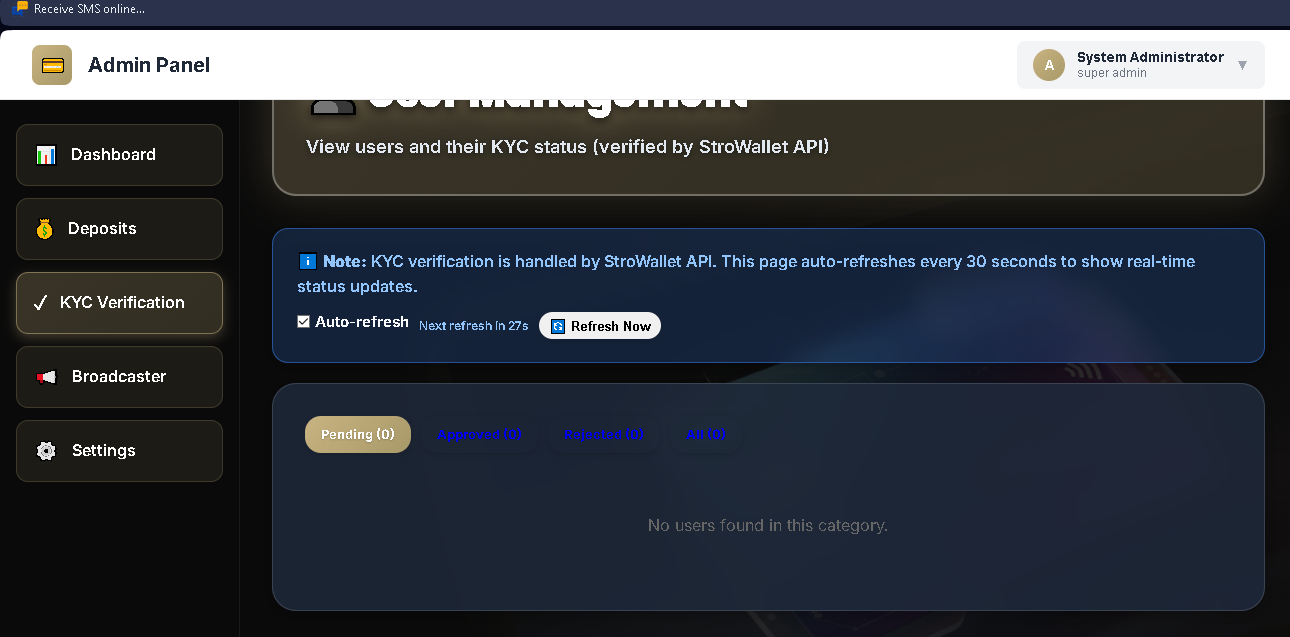 Receive SMS online...
Admin Panel
A
System Administrator
super admin
Dashboard
Deposits
KYC Verification
Broadcaster
Settings
User Management
View users and their KYC status (verified by StroWallet API)
Note: KYC verification is handled by StroWallet API. This page auto-refreshes every 30 seconds to show real-time
status updates.
Auto-refresh Next refresh in 27s Refresh Now
Pending (0) Approved (0) Rejected (0) All (0)
No users found in this category.